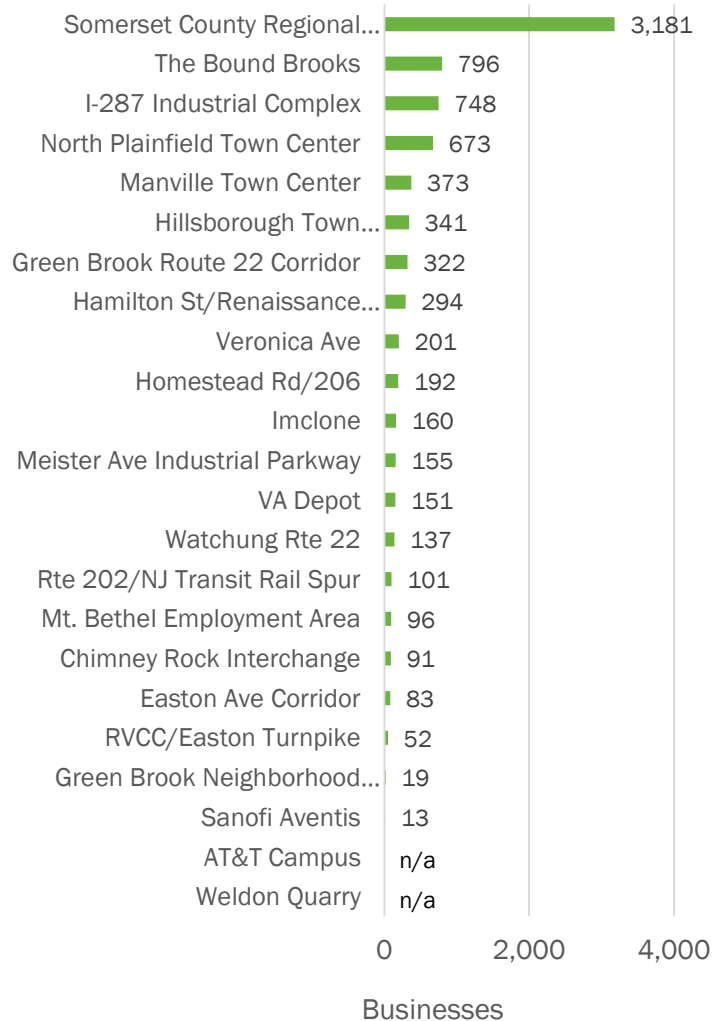 Somerset County Regional... 3,181
The Bound Brooks 796
I-287 Industrial Complex 748
North Plainfield Town Center 673
Manville Town Center 373
Hillsborough Town... 341
Green Brook Route 22 Corridor 322
Hamilton St/Renaissance... 294
Veronica Ave 201
Homestead Rd/206 192
Imclone 160
Meister Ave Industrial Parkway 155
VA Depot 151
Watchung Rte 22 137
Rte 202/NJ Transit Rail Spur 101
Mt. Bethel Employment Area 96
Chimney Rock Interchange 91
Easton Ave Corridor 83
RVCC/Easton Turnpike 52
Green Brook Neighborhood... 19
Sanofi Aventis 13
AT&T Campus n/a
Weldon Quarry n/a
0 2,000 4,000
Businesses